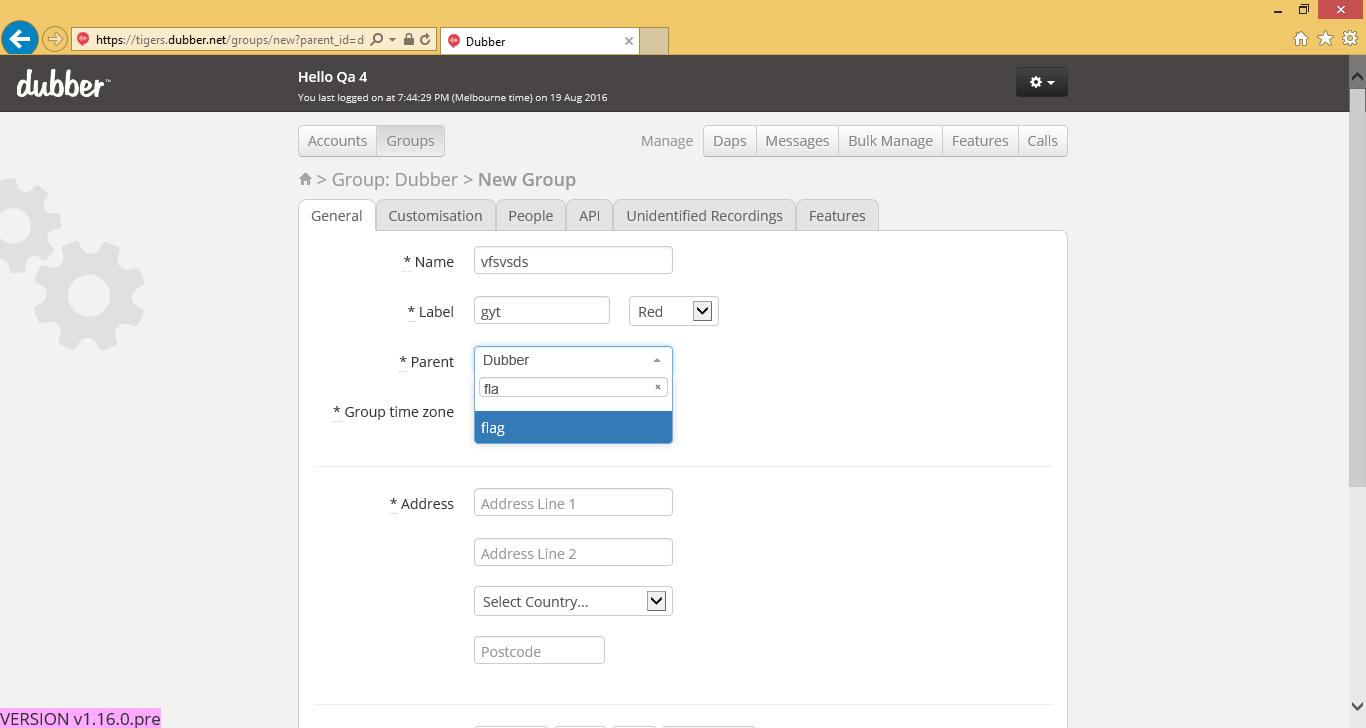 https://tigers.dubber.net/groups/new?parent_id=d
Dubber
dubber™
Hello Qa 4
You last logged on at 7:44:29 PM (Melbourne time) on 19 Aug 2016
Accounts Groups Manage Daps Messages Bulk Manage Features Calls
> Group: Dubber > New Group
General Customisation People API Unidentified Recordings Features
* Name vfsvsds
* Label gyt Red
* Parent Dubber
fla ×
* Group time zone
flag
* Address Address Line 1
Address Line 2
Select Country...
Postcode
VERSION v1.16.0.pre